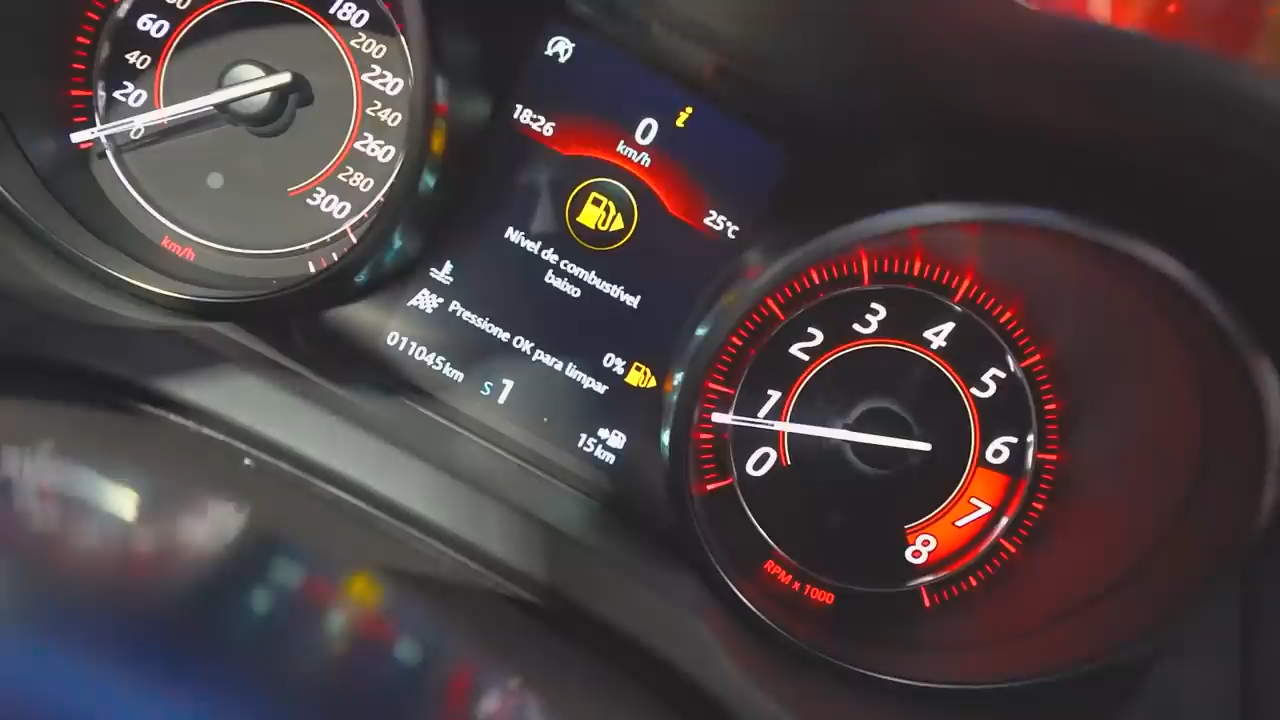 20
40
60
180
200
220
240
260
280
300
0
km/h
i
18:26
0
km/h
25°C
Nível de combustível
baixo
Pressione OK para limpar
0%
011045km
S 1
15km
0
1
2
3
4
5
6
7
8
RPM x 1000